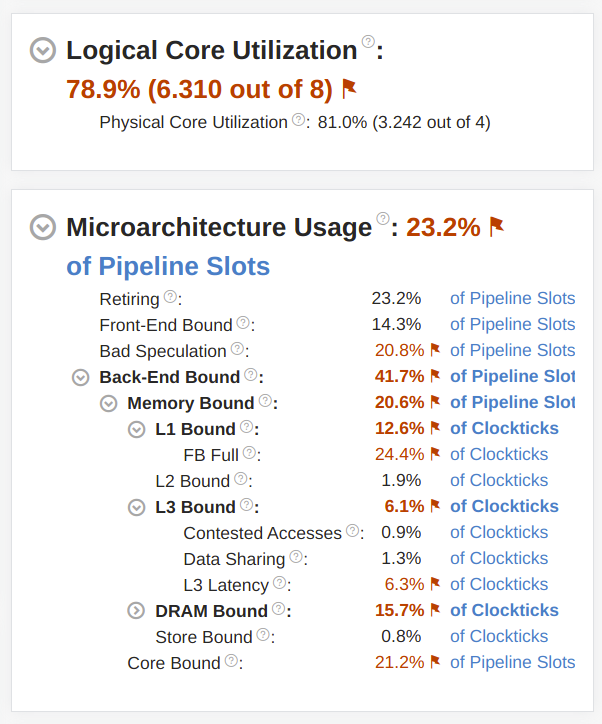 Logical Core Utilization ?:
78.9% (6.310 out of 8)
Physical Core Utilization ?: 81.0% (3.242 out of 4)
Microarchitecture Usage ?: 23.2%
of Pipeline Slots
Retiring ?: 23.2% of Pipeline Slots
Front-End Bound ?: 14.3% of Pipeline Slots
Bad Speculation ?: 20.8% of Pipeline Slots
Back-End Bound ?: 41.7% of Pipeline Slot
Memory Bound ?: 20.6% of Pipeline Slot
L1 Bound ?: 12.6% of Clockticks
FB Full ?: 24.4% of Clockticks
L2 Bound ?: 1.9% of Clockticks
L3 Bound ?: 6.1% of Clockticks
Contested Accesses ?: 0.9% of Clockticks
Data Sharing ?: 1.3% of Clockticks
L3 Latency ?: 6.3% of Clockticks
DRAM Bound ?: 15.7% of Clockticks
Store Bound ?: 0.8% of Clockticks
Core Bound ?: 21.2% of Pipeline Slots